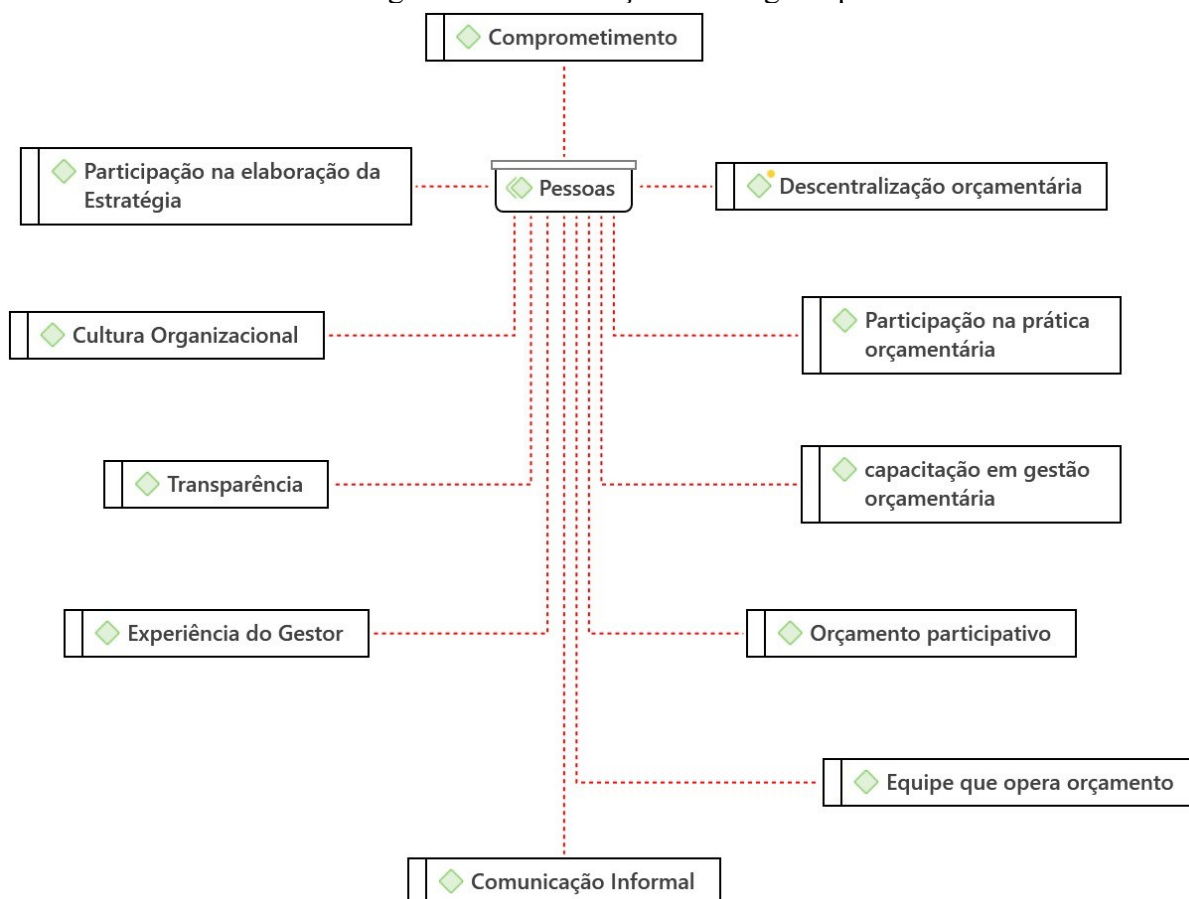 Comprometimento
Participação na elaboração da
Estratégia
Pessoas
Descentralização orçamentária
Cultura Organizacional
Participação na prática
orçamentária
Transparência
capacitação em gestão
orçamentária
Experiência do Gestor
Orçamento participativo
Equipe que opera orçamento
Comunicação Informal